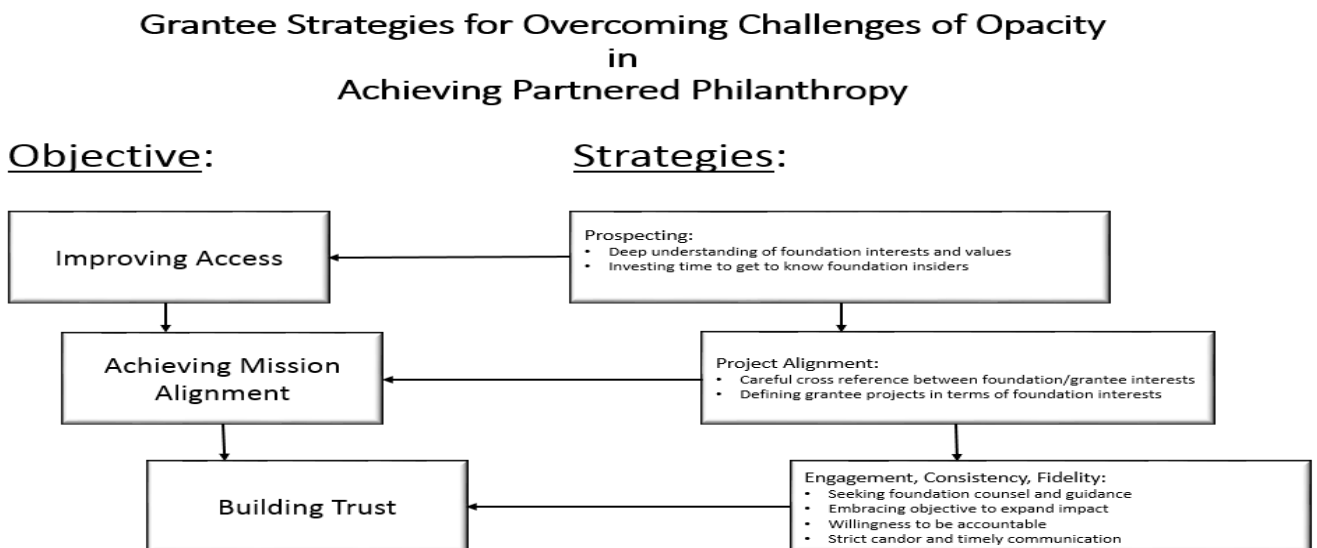 Grantee Strategies for Overcoming Challenges of Opacity
in
Achieving Partnered Philanthropy
Objective:
Strategies:
Improving Access
Prospecting:
• Deep understanding of foundation interests and values
• Investing time to get to know foundation insiders
Achieving Mission
Alignment
Project Alignment:
• Careful cross reference between foundation/grantee interests
• Defining grantee projects in terms of foundation interests
Building Trust
Engagement, Consistency, Fidelity:
• Seeking foundation counsel and guidance
• Embracing objective to expand impact
• Willingness to be accountable
• Strict candor and timely communication